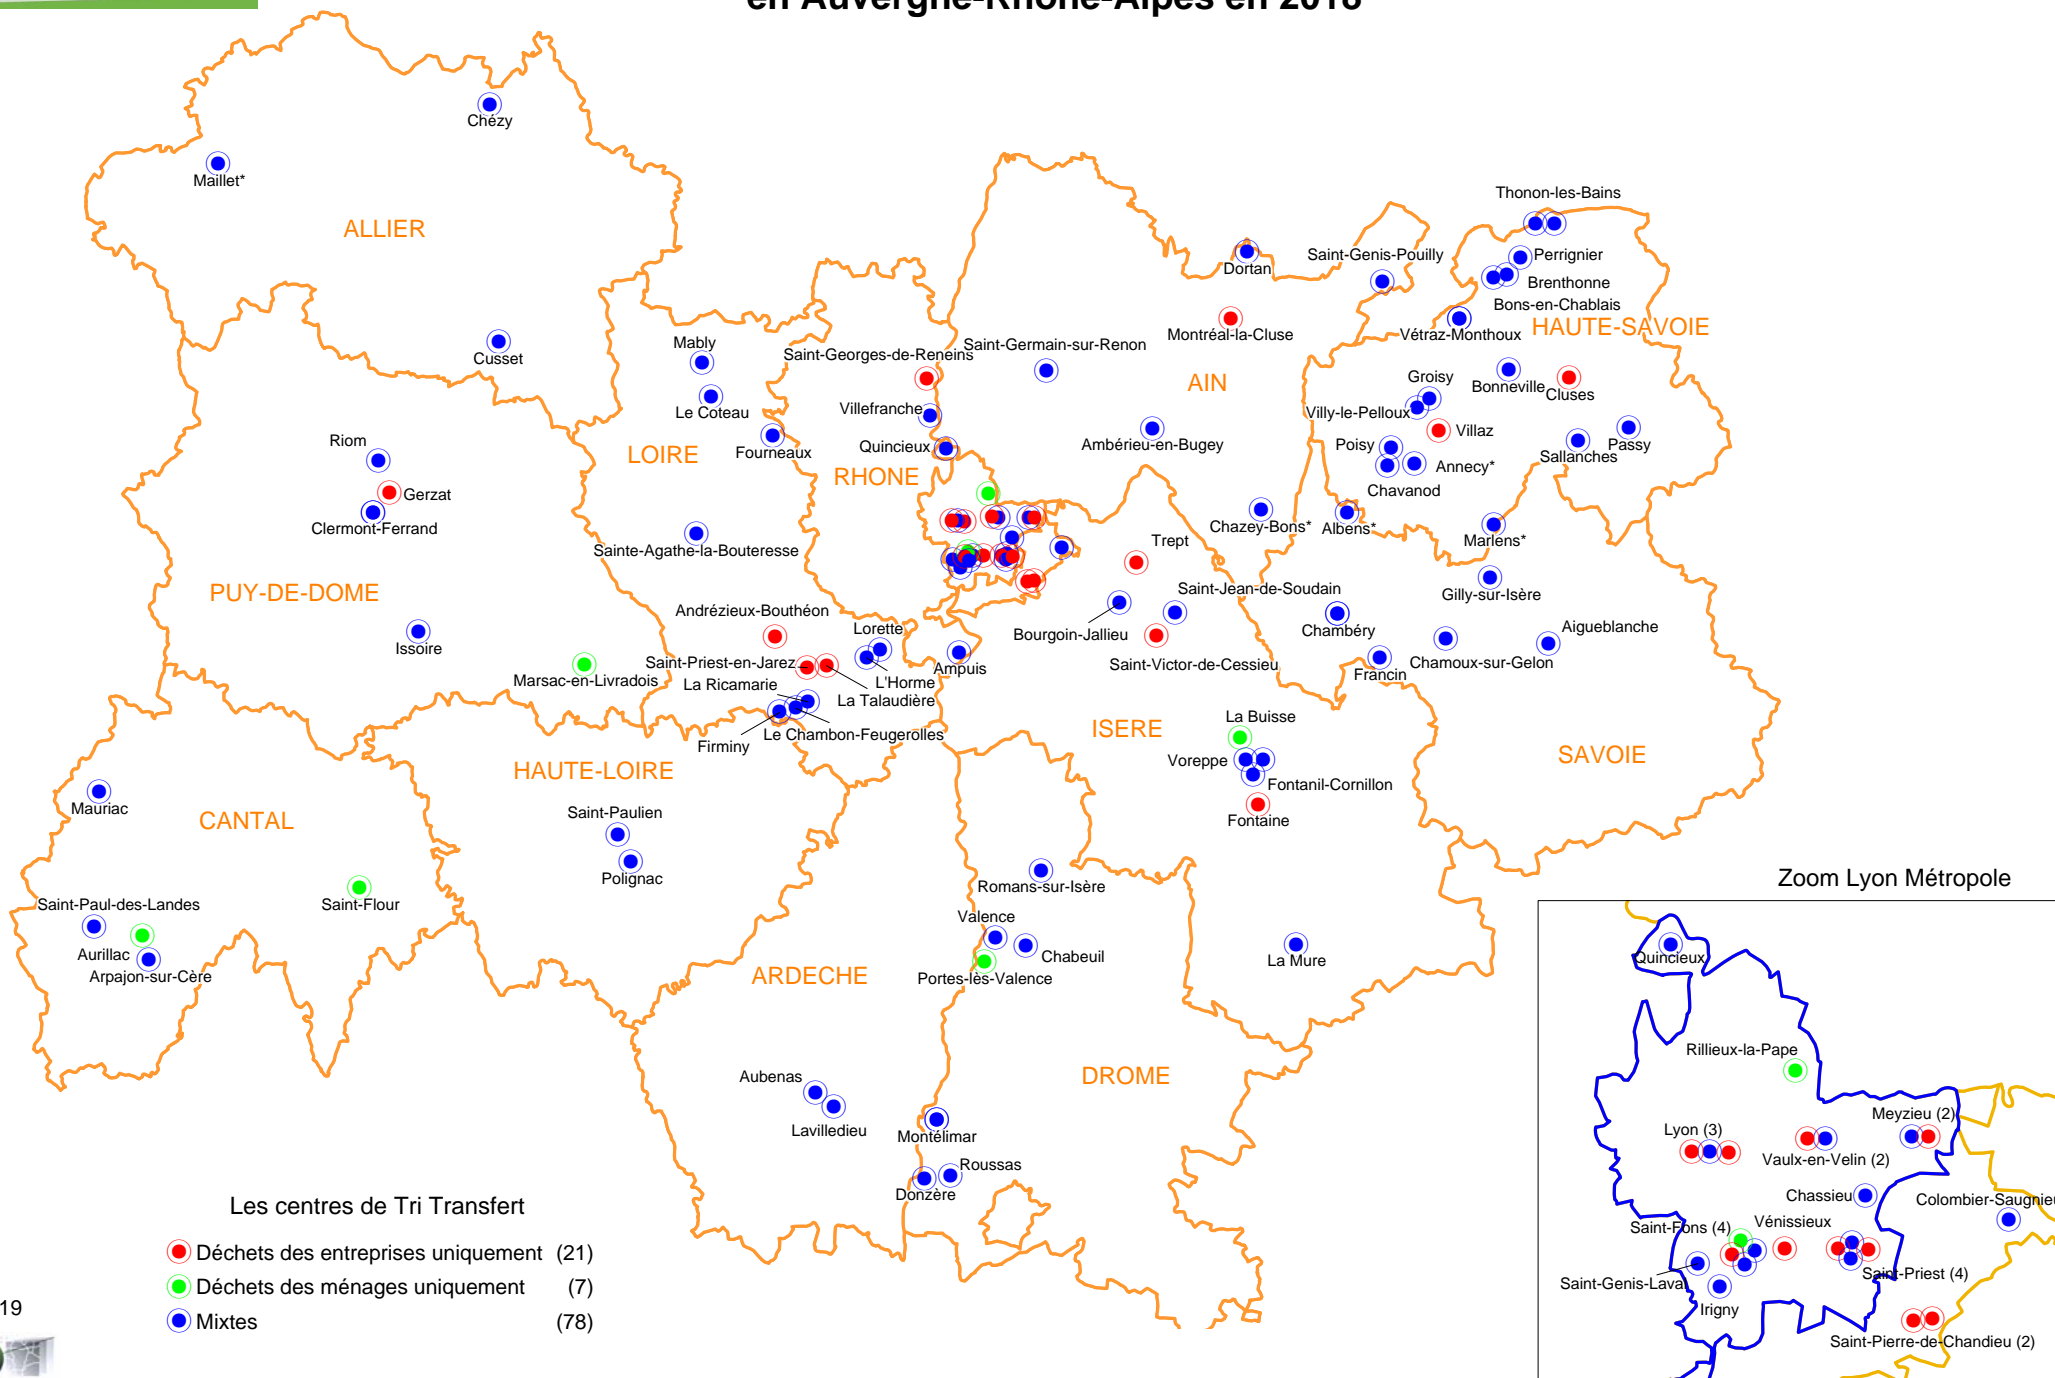 en Auvergne-Rhône-Alpes en 2018
Chézy
Maillet*
ALLIER
Thonon-les-Bains
Perrignier
Saint-Genis-Pouilly
Dortan
Brenthonne
Bons-en-Chablais
HAUTE-SAVOIE
Montréal-la-Cluse
Vétraz-Monthoux
Cusset
Mably
Saint-Georges-de-Reneins
Saint-Germain-sur-Renon
AIN
Groisy
Bonneville
Cluses
Le Coteau
Villefranche
Villy-le-Pelloux
Villaz
Riom
LOIRE
Fourneaux
Quincieux
Ambérieu-en-Bugey
Poisy
Annecy*
Sallanches
Passy
RHONE
Chavanod
Gerzat
Clermont-Ferrand
Chazey-Bons*
Albens*
Marlens*
Sainte-Agathe-la-Bouteresse
Trept
PUY-DE-DOME
Saint-Jean-de-Soudain
Gilly-sur-Isère
Andrézieux-Bouthéon
Lorette
Bourgoin-Jallieu
Chambéry
Aigueblanche
Issoire
Saint-Priest-en-Jarez
Ampuis
Saint-Victor-de-Cessieu
Francin
Chamoux-sur-Gelon
Marsac-en-Livradois
La Ricamarie
L'Horme
La Talaudière
Le Chambon-Feugerolles
Firminy
La Buisse
ISERE
Voreppe
SAVOIE
HAUTE-LOIRE
Fontanil-Cornillon
Mauriac
Fontaine
CANTAL
Saint-Paulien
Polignac
Zoom Lyon Métropole
Romans-sur-Isère
Saint-Paul-des-Landes
Saint-Flour
Valence
Aurillac
Chabeuil
La Mure
Quincieux
Arpajon-sur-Cère
ARDECHE
Portes-lès-Valence
Rillieux-la-Pape
Aubenas
DROME
Lavilledieu
Montélimar
Meyzieu (2)
Lyon (3)
Vaulx-en-Velin (2)
Roussas
Donzère
Chassieu
Les centres de Tri Transfert
Saint-Fons (4)
Vénissieux
Déchets des entreprises uniquement (21)
Déchets des ménages uniquement (7)
Saint-Priest (4)
Irigny
19
Mixtes (78)
Saint-Pierre-de-Chandieu (2)